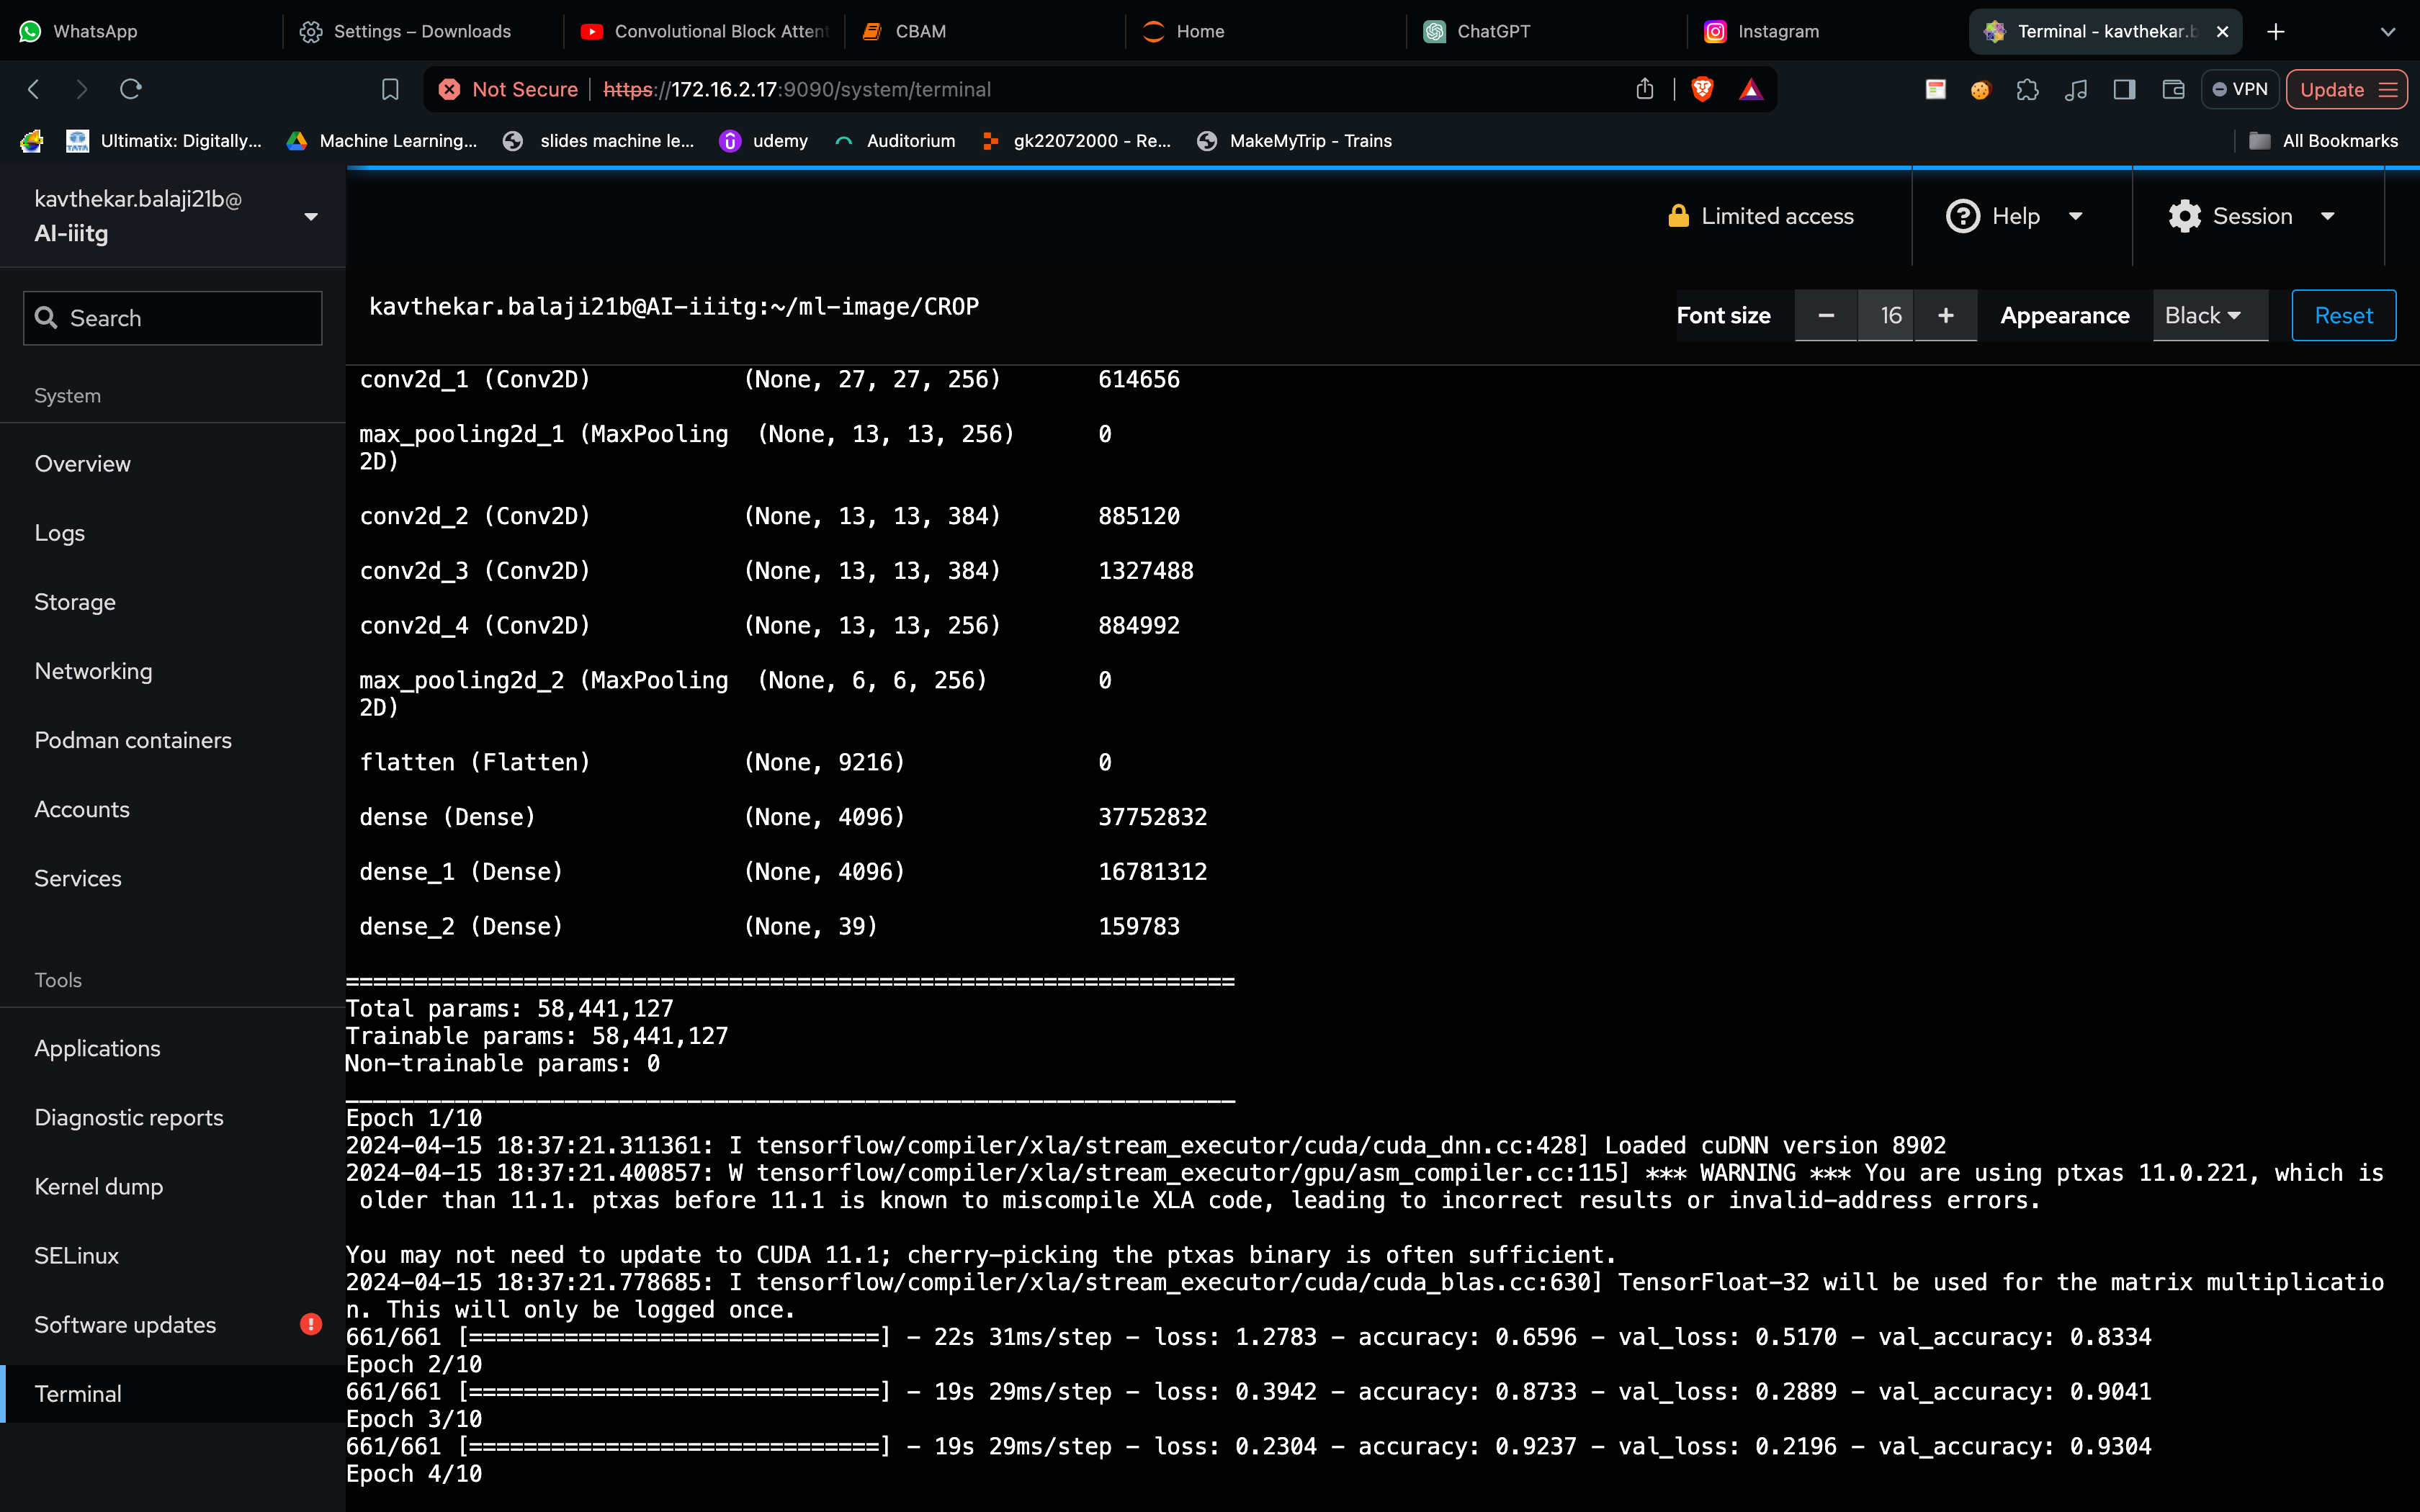 WhatsApp
Settings – Downloads
Convolutional Block Attent
CBAM
Home
ChatGPT
Instagram
Terminal - kavthekar.b
Not Secure
https://172.16.2.17:9090/system/terminal
VPN
Update
TATA
Ultimatix: Digitally...
Machine Learning...
slides machine le...
udemy
Auditorium
gk22072000 - Re...
MakeMyTrip - Trains
All Bookmarks
kavthekar.balaji21b@
AI-iiitg
Limited access
Help
Session
Search
System
Overview
Logs
Storage
Networking
Podman containers
Accounts
Services
Tools
Applications
Diagnostic reports
Kernel dump
SELinux
Software updates
Terminal
kavthekar.balaji21b@AI-iiitg:~/ml-image/CROP
Font size
− 16 +
Appearance
Black
Reset
conv2d_1 (Conv2D) (None, 27, 27, 256) 614656
max_pooling2d_1 (MaxPooling (None, 13, 13, 256) 0
2D)
conv2d_2 (Conv2D) (None, 13, 13, 384) 885120
conv2d_3 (Conv2D) (None, 13, 13, 384) 1327488
conv2d_4 (Conv2D) (None, 13, 13, 256) 884992
max_pooling2d_2 (MaxPooling (None, 6, 6, 256) 0
2D)
flatten (Flatten) (None, 9216) 0
dense (Dense) (None, 4096) 37752832
dense_1 (Dense) (None, 4096) 16781312
dense_2 (Dense) (None, 39) 159783
=================================================================
Total params: 58,441,127
Trainable params: 58,441,127
Non-trainable params: 0
_________________________________________________________________
Epoch 1/10
2024-04-15 18:37:21.311361: I tensorflow/compiler/xla/stream_executor/cuda/cuda_dnn.cc:428] Loaded cuDNN version 8902
2024-04-15 18:37:21.400857: W tensorflow/compiler/xla/stream_executor/gpu/asm_compiler.cc:115] *** WARNING *** You are using ptxas 11.0.221, which is
older than 11.1. ptxas before 11.1 is known to miscompile XLA code, leading to incorrect results or invalid-address errors.
You may not need to update to CUDA 11.1; cherry-picking the ptxas binary is often sufficient.
2024-04-15 18:37:21.778685: I tensorflow/compiler/xla/stream_executor/cuda/cuda_blas.cc:630] TensorFloat-32 will be used for the matrix multiplicatio
n. This will only be logged once.
661/661 [==============================] - 22s 31ms/step - loss: 1.2783 - accuracy: 0.6596 - val_loss: 0.5170 - val_accuracy: 0.8334
Epoch 2/10
661/661 [==============================] - 19s 29ms/step - loss: 0.3942 - accuracy: 0.8733 - val_loss: 0.2889 - val_accuracy: 0.9041
Epoch 3/10
661/661 [==============================] - 19s 29ms/step - loss: 0.2304 - accuracy: 0.9237 - val_loss: 0.2196 - val_accuracy: 0.9304
Epoch 4/10